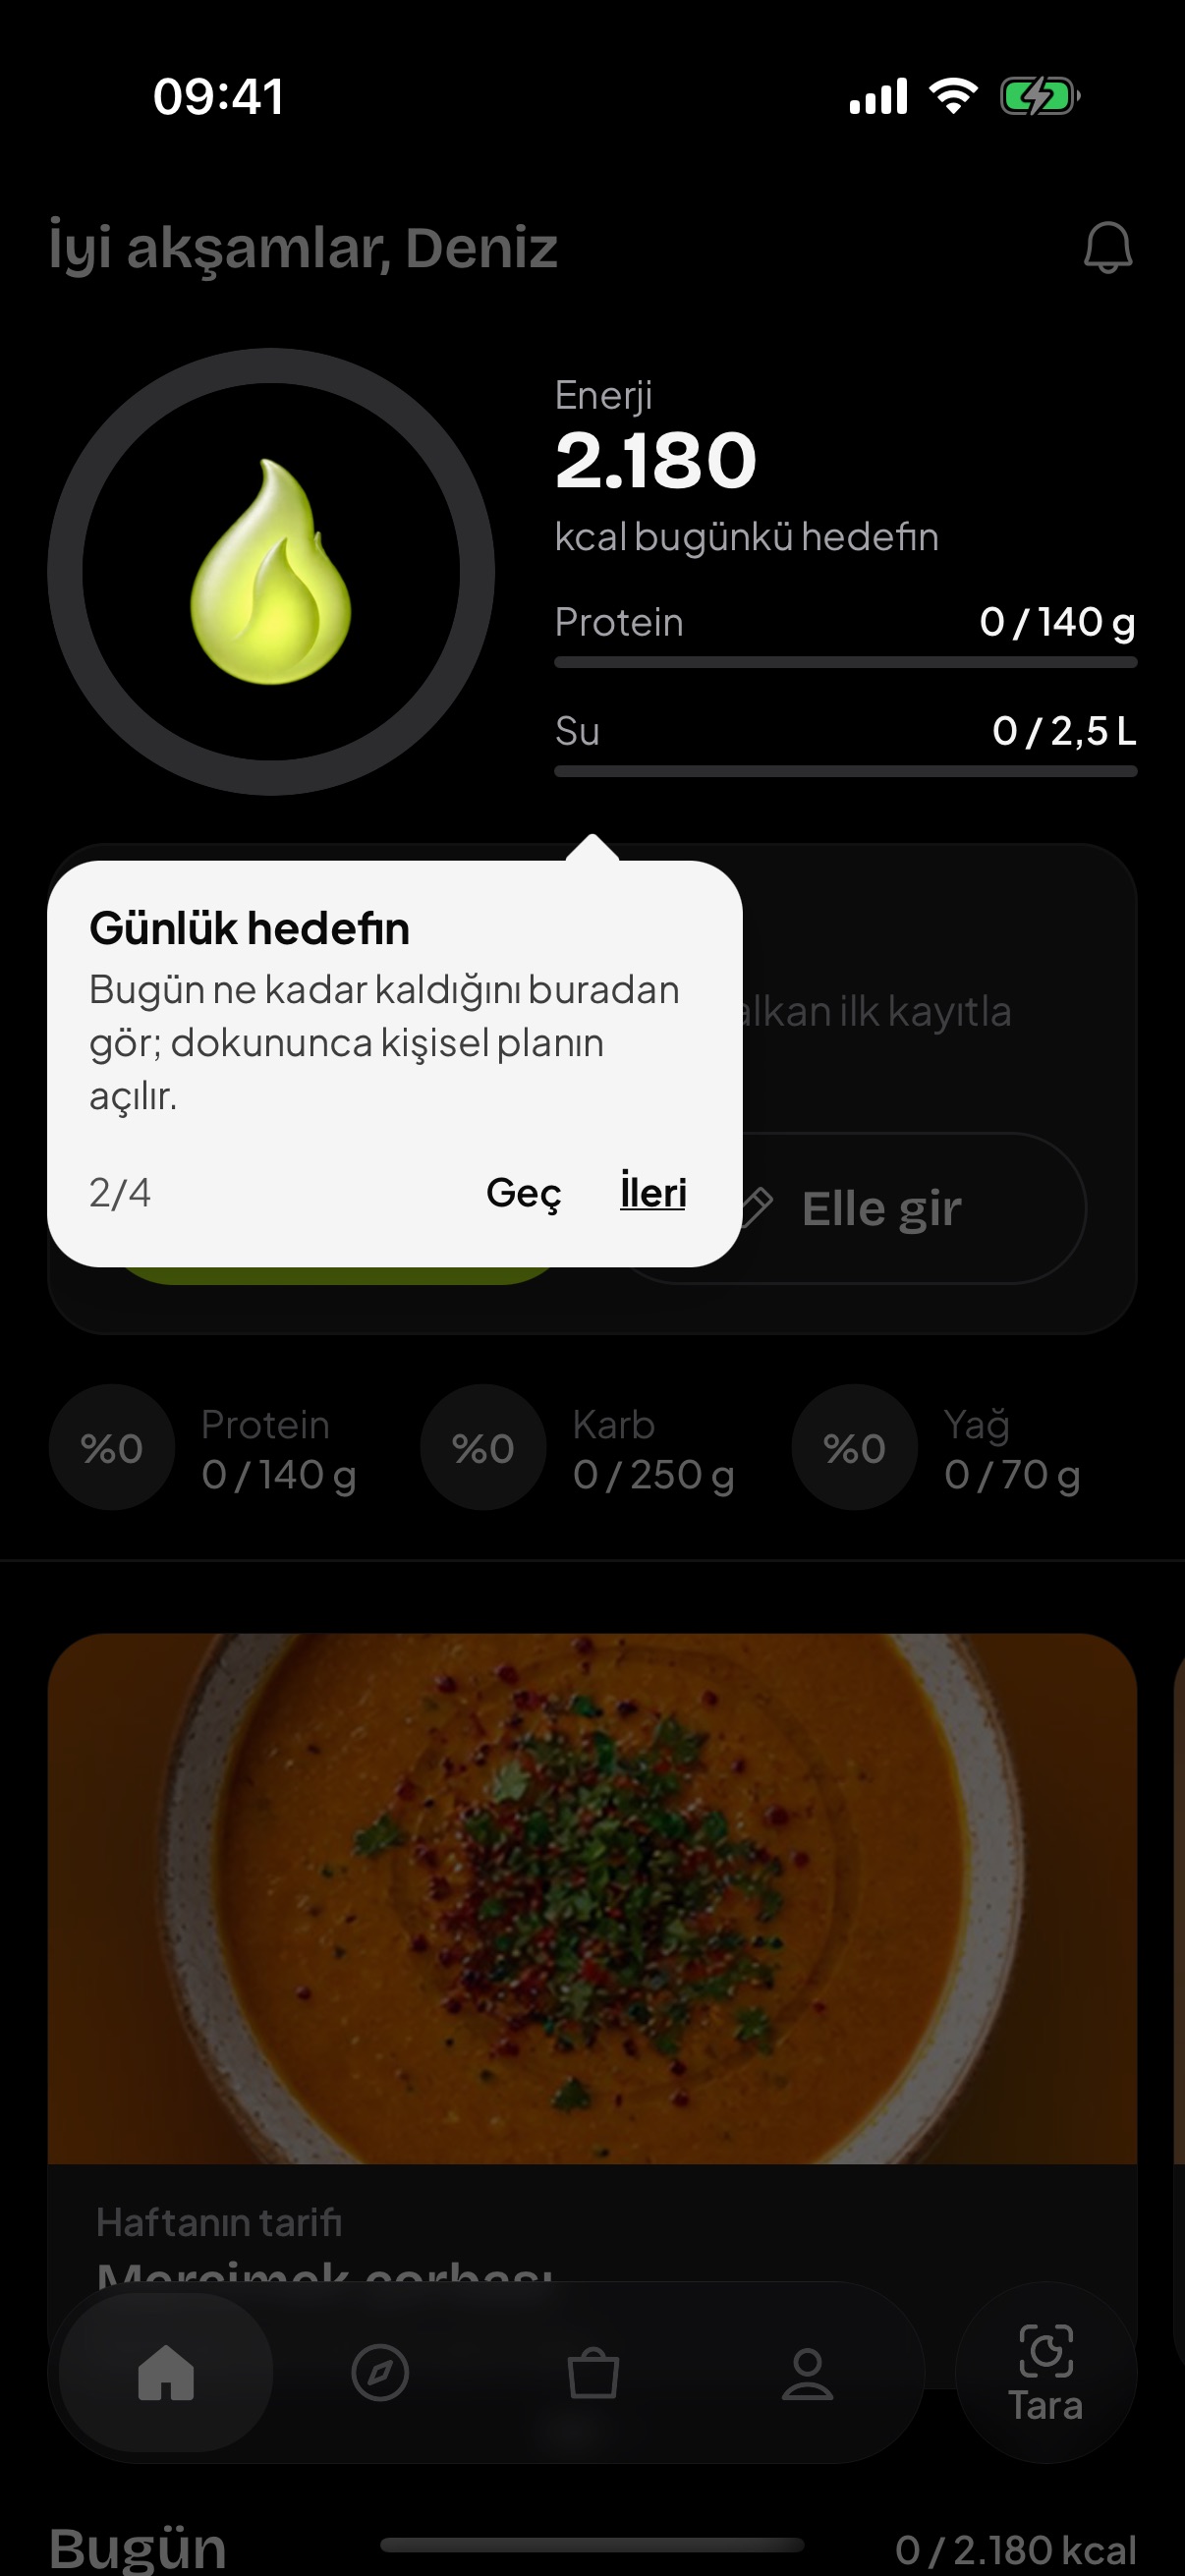 09:41
İyi akşamlar, Deniz
Enerji
2.180
kcal bugünkü hedefin
Protein
0 / 140 g
Su
0 / 2,5 L
Günlük hedefin
Bugün ne kadar kaldığını buradan
gör; dokununca kişisel planın
açılır.
2/4
Geç
İleri
ilk kayıtla
Elle gir
%0
Protein
0 / 140 g
%0
Karb
0 / 250 g
%0
Yağ
0 / 70 g
Haftanın tarifi
Mercimek çorbası
Tara
Bugün
0 / 2.180 kcal